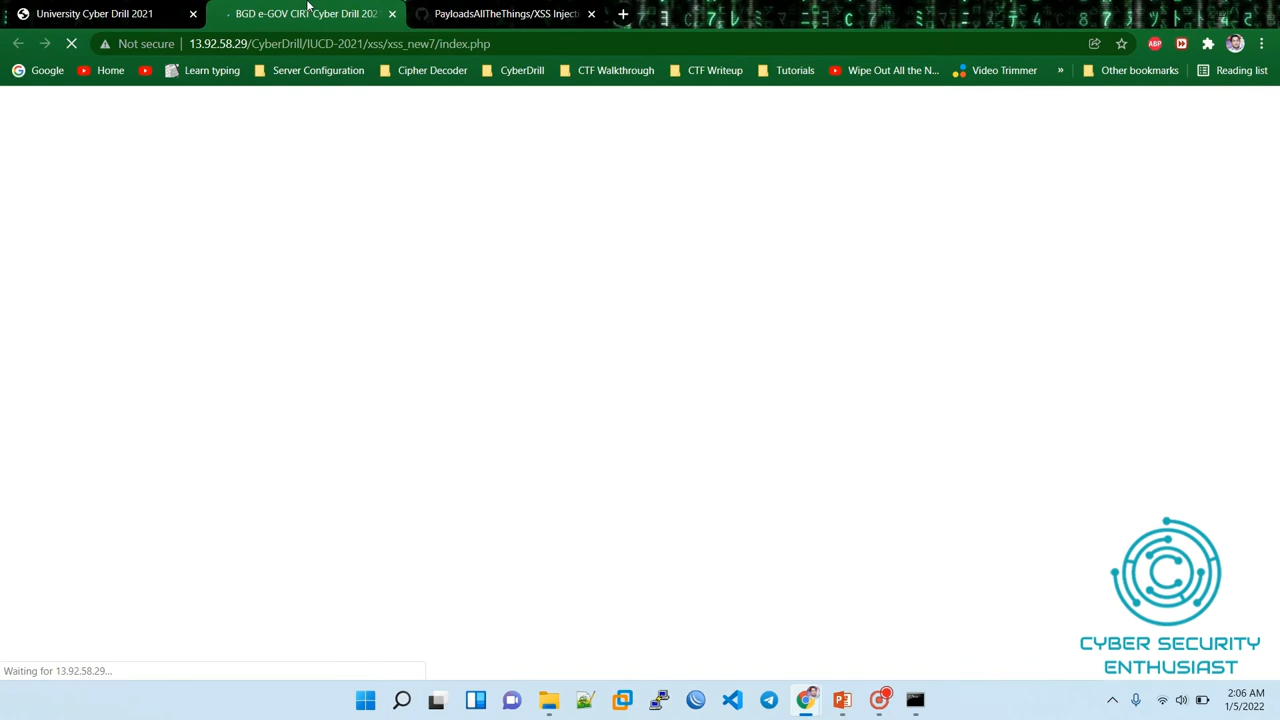 University Cyber Drill 2021
BGD e-GOV CIRT Cyber Drill 202
PayloadsAllTheThings/XSS Inject
Not secure
13.92.58.29/CyberDrill/IUCD-2021/xss/xss_new7/index.php
ABP
Google
Home
Learn typing
Server Configuration
Cipher Decoder
CyberDrill
CTF Walkthrough
CTF Writeup
Tutorials
Wipe Out All the N...
Video Trimmer
»
Other bookmarks
Reading list
CYBER SECURITY
ENTHUSIAST
Waiting for 13.92.58.29...
2:06 AM
1/5/2022